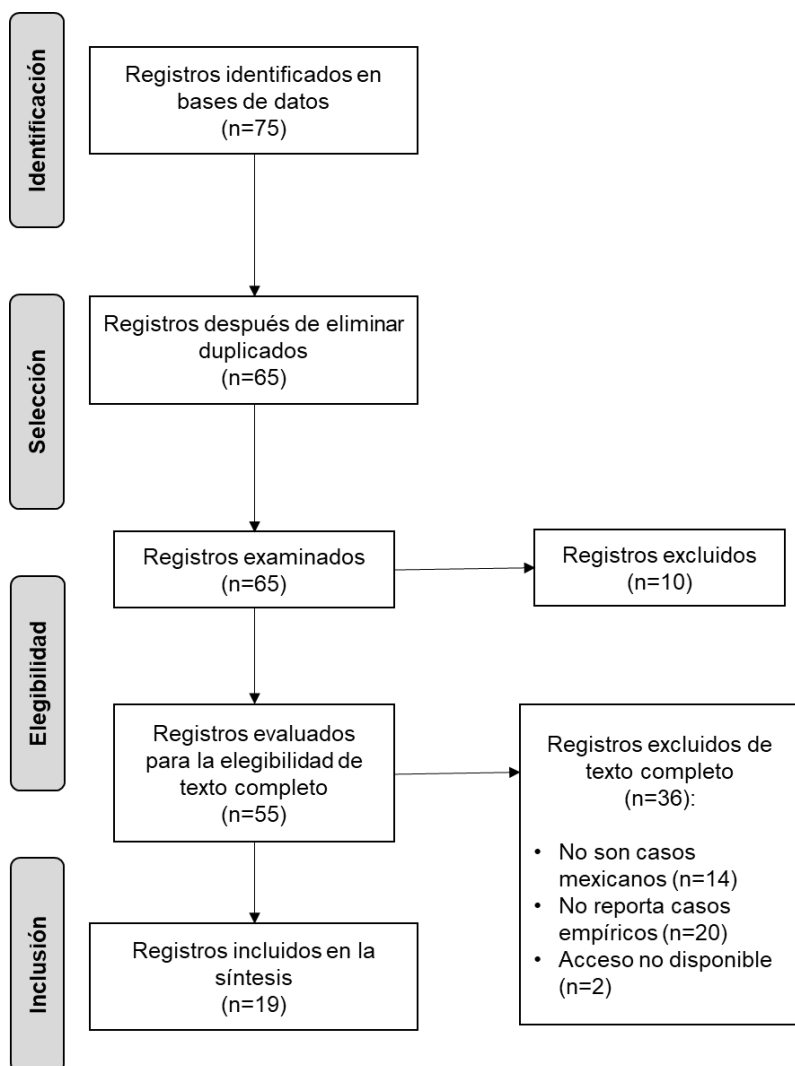 Identificación
Registros identificados en
bases de datos
(n=75)
Selección
Registros después de eliminar
duplicados
(n=65)
Elegibilidad
Registros examinados
(n=65)
Registros excluidos
(n=10)
Registros evaluados
para la elegibilidad de
texto completo
(n=55)
Registros excluidos de
texto completo
(n=36):
• No son casos
mexicanos (n=14)
• No reporta casos
empíricos (n=20)
• Acceso no disponible
(n=2)
Inclusión
Registros incluidos en la
síntesis
(n=19)